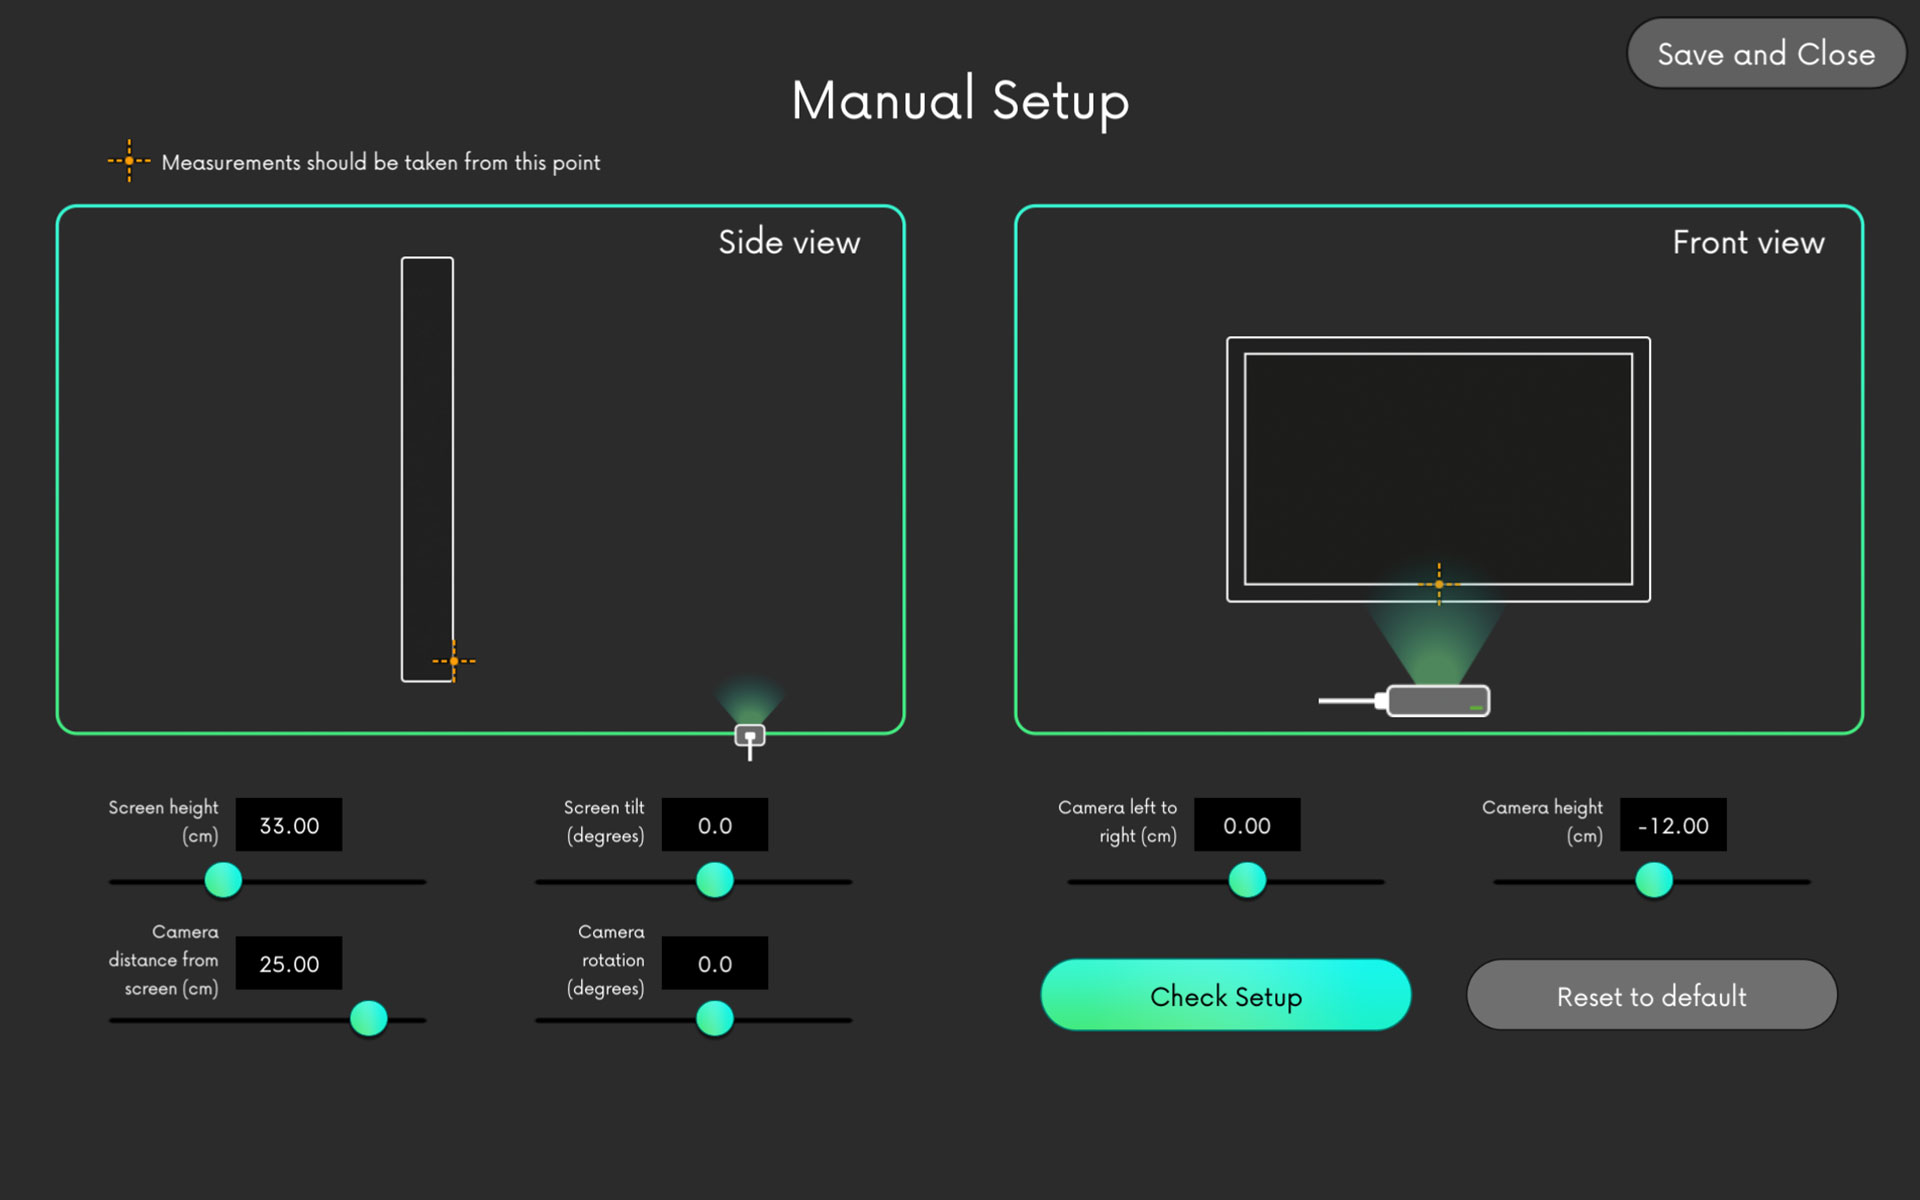 Save and Close
Manual Setup
Measurements should be taken from this point
Side view
Front view
Screen height
(cm)
33.00
Screen tilt
(degrees)
0.0
Camera left to
right (cm)
0.00
Camera height
(cm)
-12.00
Camera
distance from
screen (cm)
25.00
Camera
rotation
(degrees)
0.0
Check Setup
Reset to default